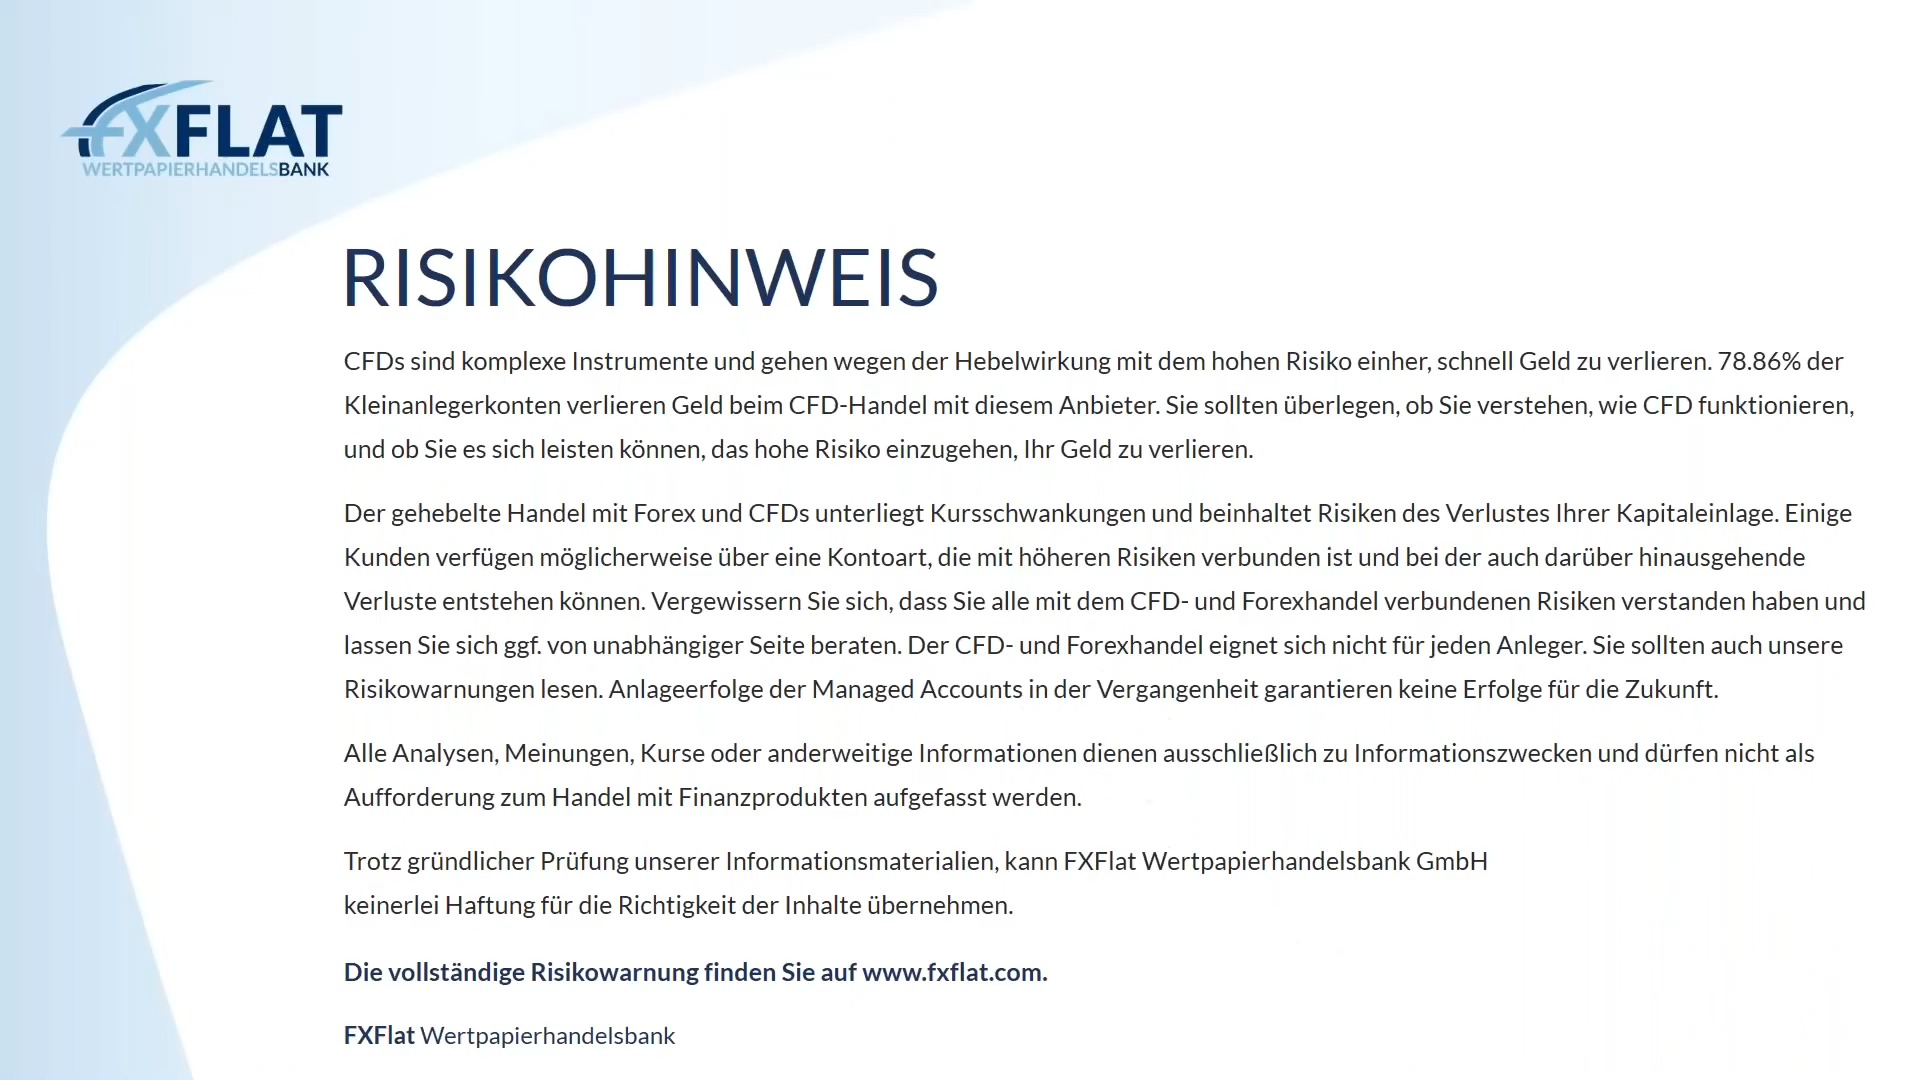 fXFLAT
WERTPAPIERHANDELSBANK
RISIKOHINWEIS
CFDs sind komplexe Instrumente und gehen wegen der Hebelwirkung mit dem hohen Risiko einher, schnell Geld zu verlieren. 78.86% der
Kleinanlegerkonten verlieren Geld beim CFD-Handel mit diesem Anbieter. Sie sollten überlegen, ob Sie verstehen, wie CFD funktionieren,
und ob Sie es sich leisten können, das hohe Risiko einzugehen, Ihr Geld zu verlieren.
Der gehebelte Handel mit Forex und CFDs unterliegt Kursschwankungen und beinhaltet Risiken des Verlustes Ihrer Kapitaleinlage. Einige
Kunden verfügen möglicherweise über eine Kontoart, die mit höheren Risiken verbunden ist und bei der auch darüber hinausgehende
Verluste entstehen können. Vergewissern Sie sich, dass Sie alle mit dem CFD- und Forexhandel verbundenen Risiken verstanden haben und
lassen Sie sich ggf. von unabhängiger Seite beraten. Der CFD- und Forexhandel eignet sich nicht für jeden Anleger. Sie sollten auch unsere
Risikowarnungen lesen. Anlageerfolge der Managed Accounts in der Vergangenheit garantieren keine Erfolge für die Zukunft.
Alle Analysen, Meinungen, Kurse oder anderweitige Informationen dienen ausschließlich zu Informationszwecken und dürfen nicht als
Aufforderung zum Handel mit Finanzprodukten aufgefasst werden.
Trotz gründlicher Prüfung unserer Informationsmaterialien, kann FXFlat Wertpapierhandelsbank GmbH
keinerlei Haftung für die Richtigkeit der Inhalte übernehmen.
Die vollständige Risikowarnung finden Sie auf www.fxflat.com.
FXFlat Wertpapierhandelsbank